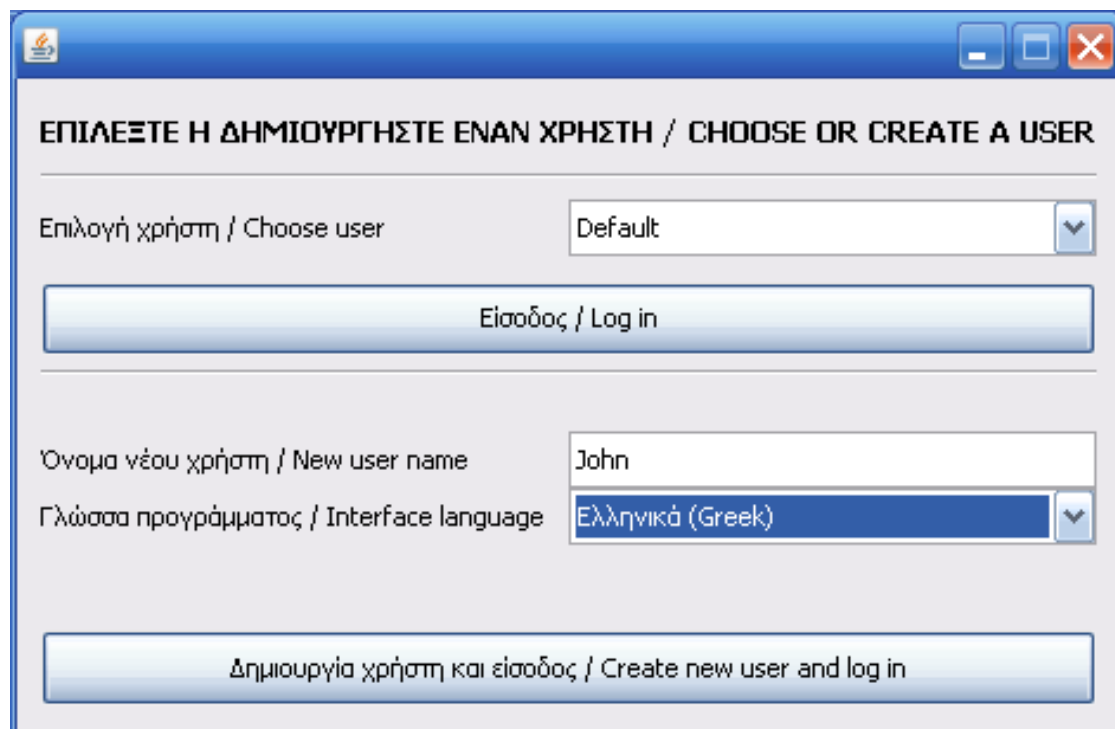 ΕΠΙΛΕΞΤΕ Η ΔΗΜΙΟΥΡΓΗΣΤΕ ΕΝΑΝ ΧΡΗΣΤΗ / CHOOSE OR CREATE A USER
Επιλογή χρήστη / Choose user Default
Είσοδος / Log in
Όνομα νέου χρήστη / New user name John
Γλώσσα προγράμματος / Interface language Ελληνικά (Greek)
Δημιουργία χρήστη και είσοδος / Create new user and log in